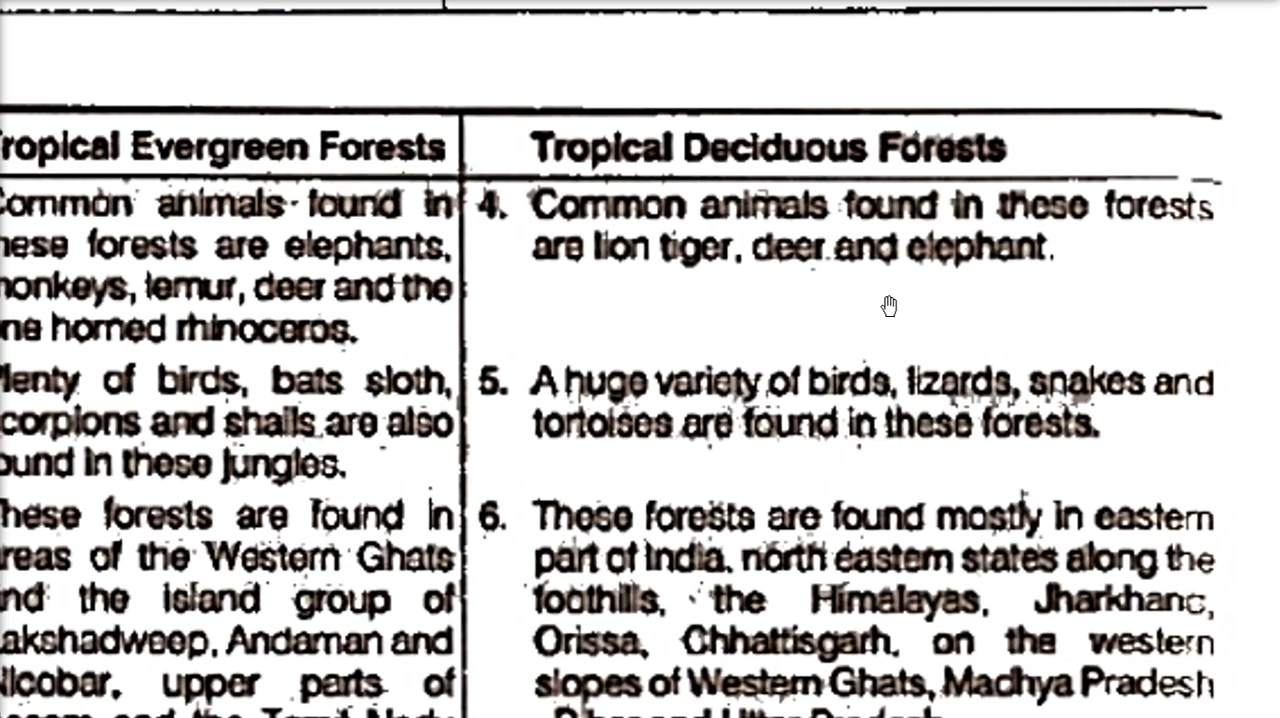 ropical Evergreen Forests
Tropical Deciduous Forests
ommon animals found in
hese forests are elephants,
onkeys, lemur, deer and the
ne horned rhinoceros.
4. Common animals found in these forests
are lion tiger, deer and elephant.
lenty of birds, bats sloth,
corpions and snails are also
ound in these jungles.
5. A huge variety of birds, lizards, snakes and
tortoises are found in these forests.
hese forests are found in
reas of the Western Ghats
nd the island group of
akshadweep, Andaman and
icobar, upper parts of
6. These forests are found mostly in eastern
part of India, north eastern states along the
foothills, the Himalayas, Jharkhand,
Orissa, Chhattisgarh, on the western
slopes of Western Ghats, Madhya Pradesh